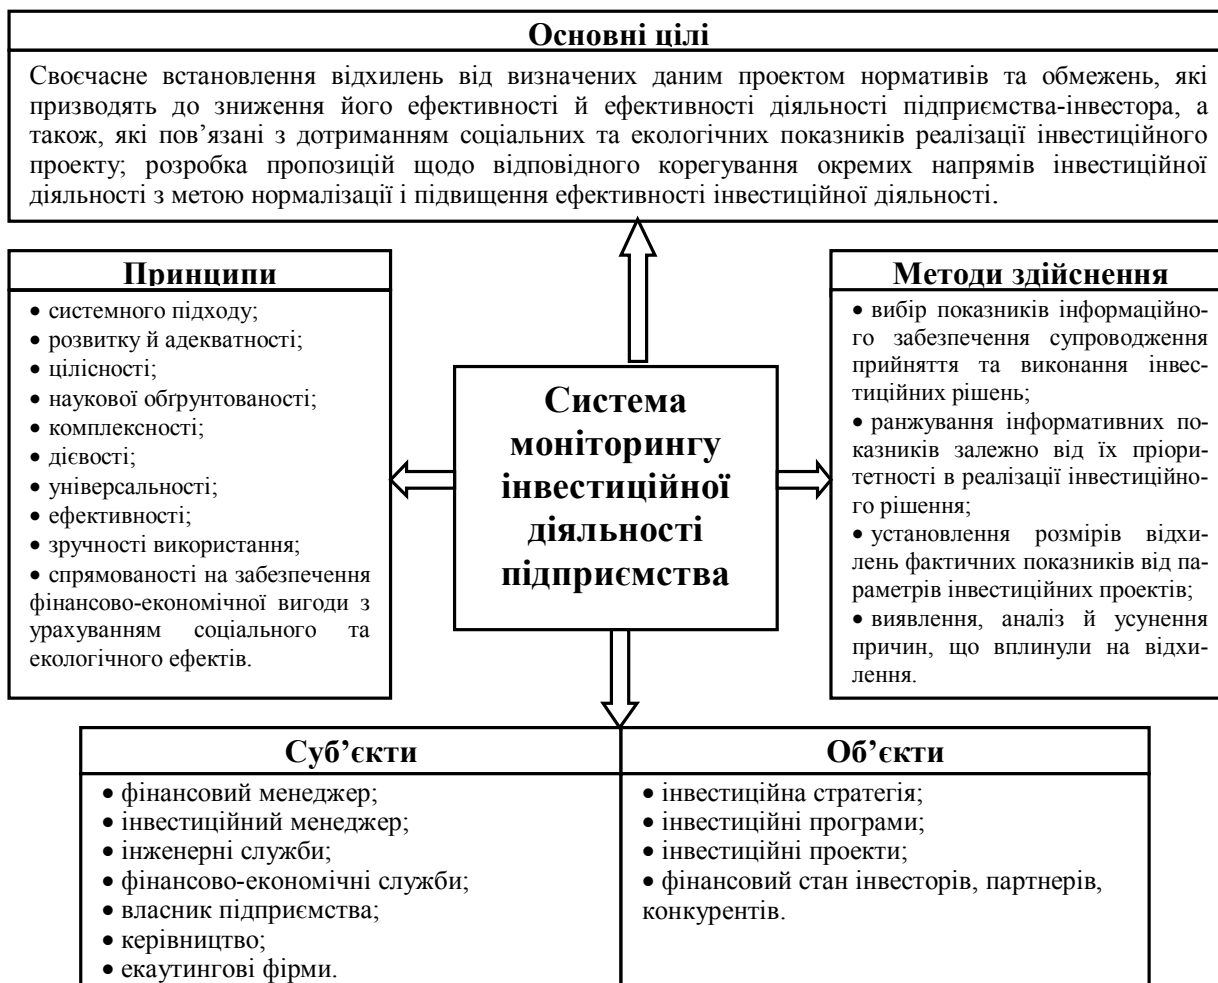 Основні цілі
Своєчасне встановлення відхилень від визначених даним проектом нормативів та обмежень, які
призводять до зниження його ефективності й ефективності діяльності підприємства-інвестора, а
також, які пов’язані з дотриманням соціальних та екологічних показників реалізації інвестиційного
проекту; розробка пропозицій щодо відповідного корегування окремих напрямів інвестиційної
діяльності з метою нормалізації і підвищення ефективності інвестиційної діяльності.
Принципи
• системного підходу;
• розвитку й адекватності;
• цілісності;
• наукової обґрунтованості;
• комплексності;
• дієвості;
• універсальності;
• ефективності;
• зручності використання;
• спрямованості на забезпечення
фінансово-економічної вигоди з
урахуванням соціального та
екологічного ефектів.
Система
моніторингу
інвестиційної
діяльності
підприємства
Методи здійснення
• вибір показників інформаційно-
го забезпечення супроводження
прийняття та виконання інвес-
тиційних рішень;
• ранжування інформативних по-
казників залежно від їх пріори-
тетності в реалізації інвестиційно-
го рішення;
• установлення розмірів відхи-
лень фактичних показників від па-
раметрів інвестиційних проектів;
• виявлення, аналіз й усунення
причин, що вплинули на відхи-
лення.
Суб’єкти
• фінансовий менеджер;
• інвестиційний менеджер;
• інженерні служби;
• фінансово-економічні служби;
• власник підприємства;
• керівництво;
• екаутингові фірми.
Об’єкти
• інвестиційна стратегія;
• інвестиційні програми;
• інвестиційні проекти;
• фінансовий стан інвесторів, партнерів,
конкурентів.